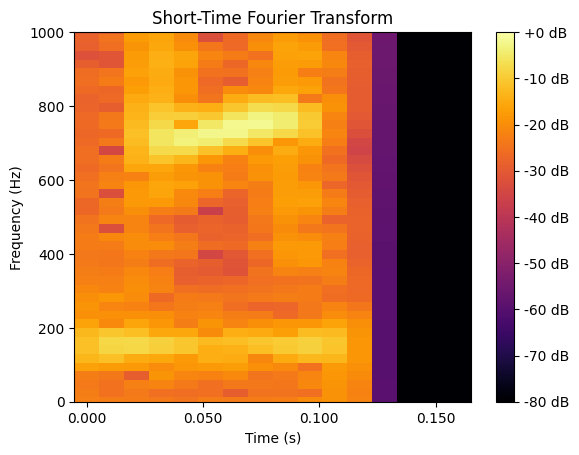 Short-Time Fourier Transform
1000
800
600
400
200
0
Frequency (Hz)
0.000
0.050
0.100
0.150
Time (s)
+0 dB
-10 dB
-20 dB
-30 dB
-40 dB
-50 dB
-60 dB
-70 dB
-80 dB